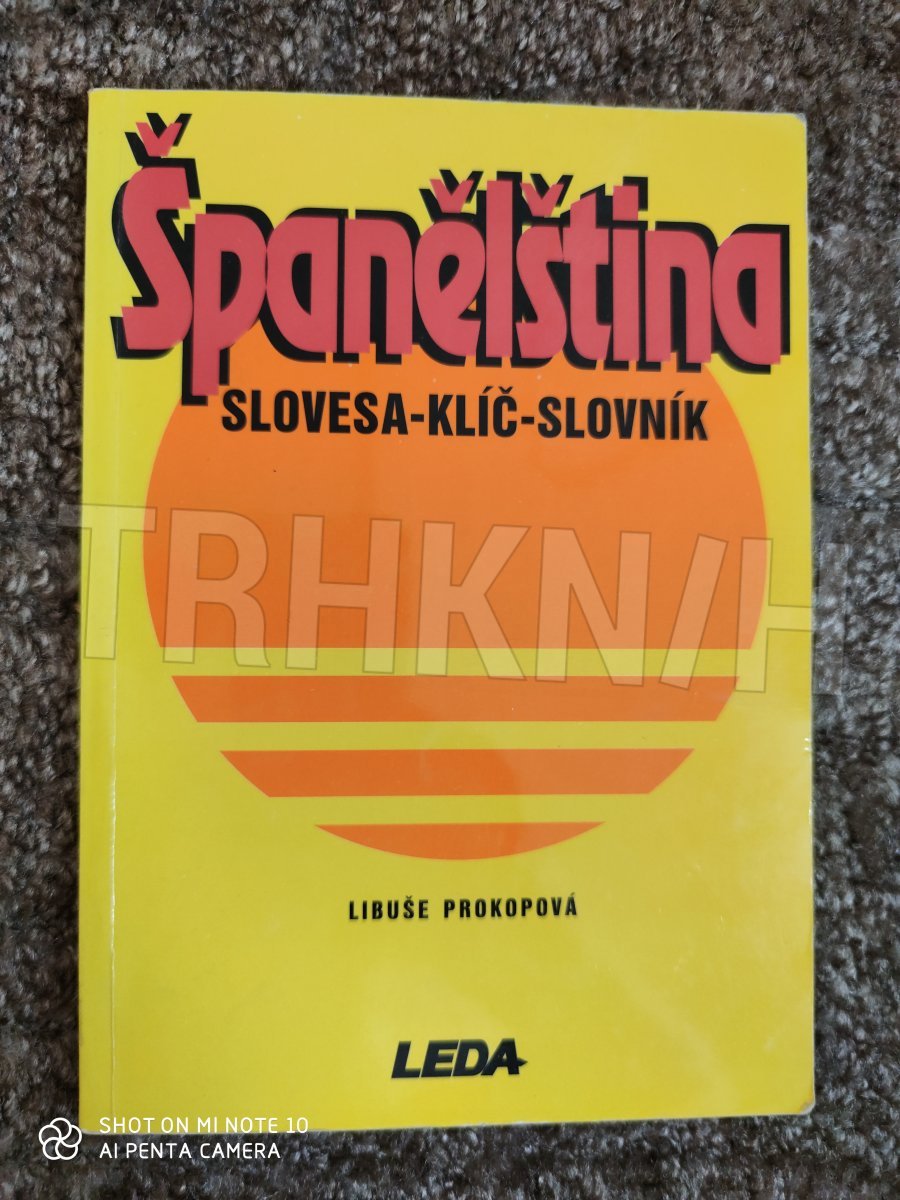 Španělština
SLOVESA-KLÍČ-SLOVNÍK
TRHKNIH
LIBUŠE PROKOPOVÁ
LEDA
SHOT ON MI NOTE 10
AI PENTA CAMERA